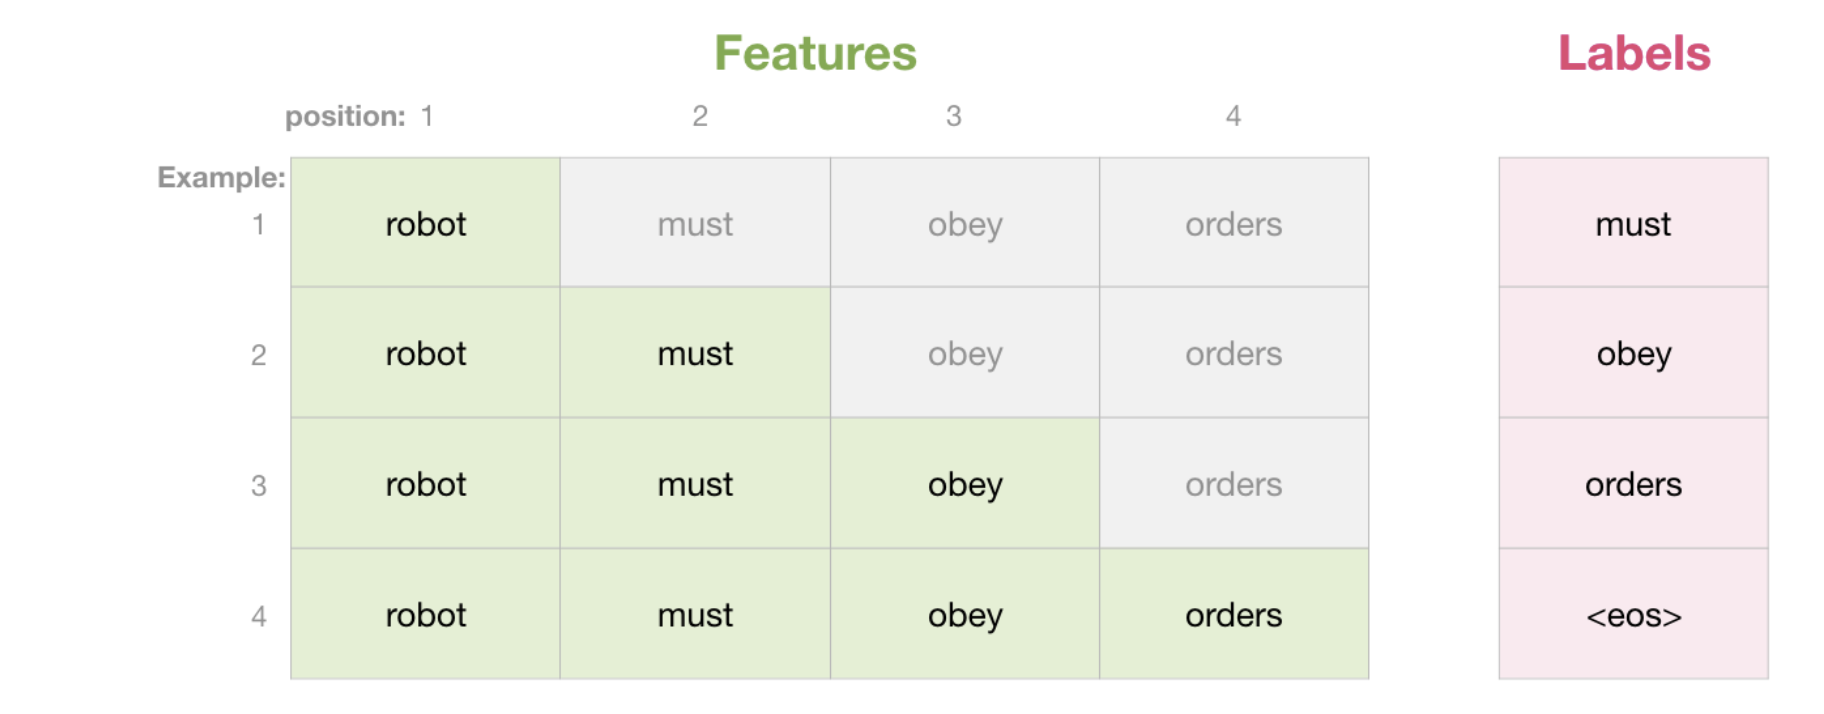 Features Labels
position: 1 2 3 4
Example:
1 robot must obey orders must
2 robot must obey orders obey
3 robot must obey orders orders
4 robot must obey orders <eos>